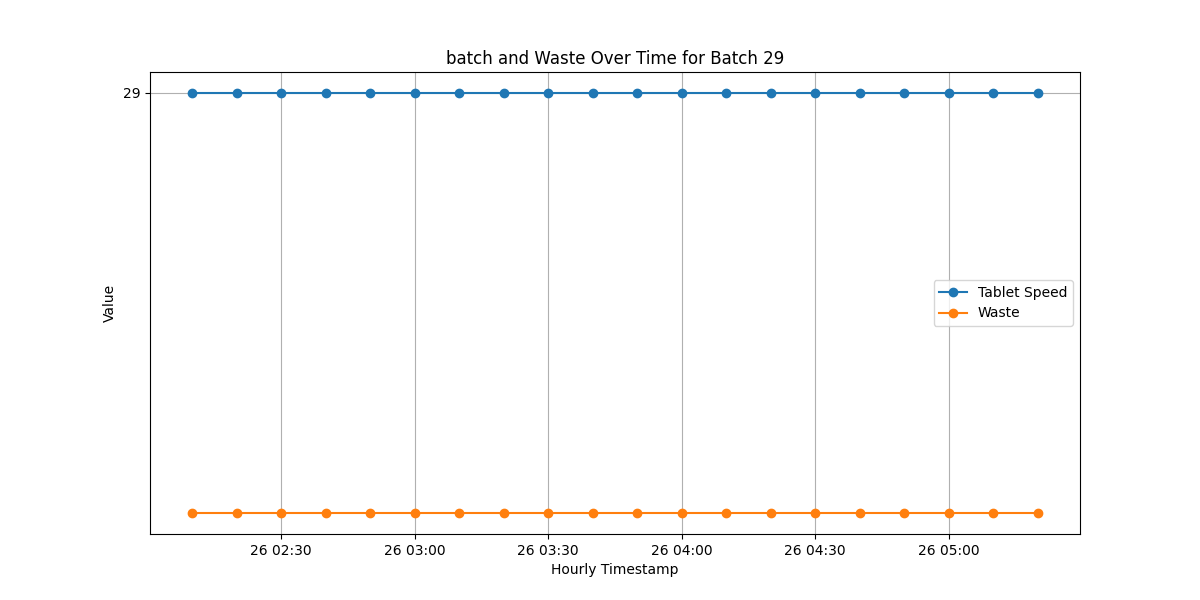 batch and Waste Over Time for Batch 29
29
Value
Tablet Speed
Waste
26 02:30
26 03:00
26 03:30
26 04:00
26 04:30
26 05:00
Hourly Timestamp